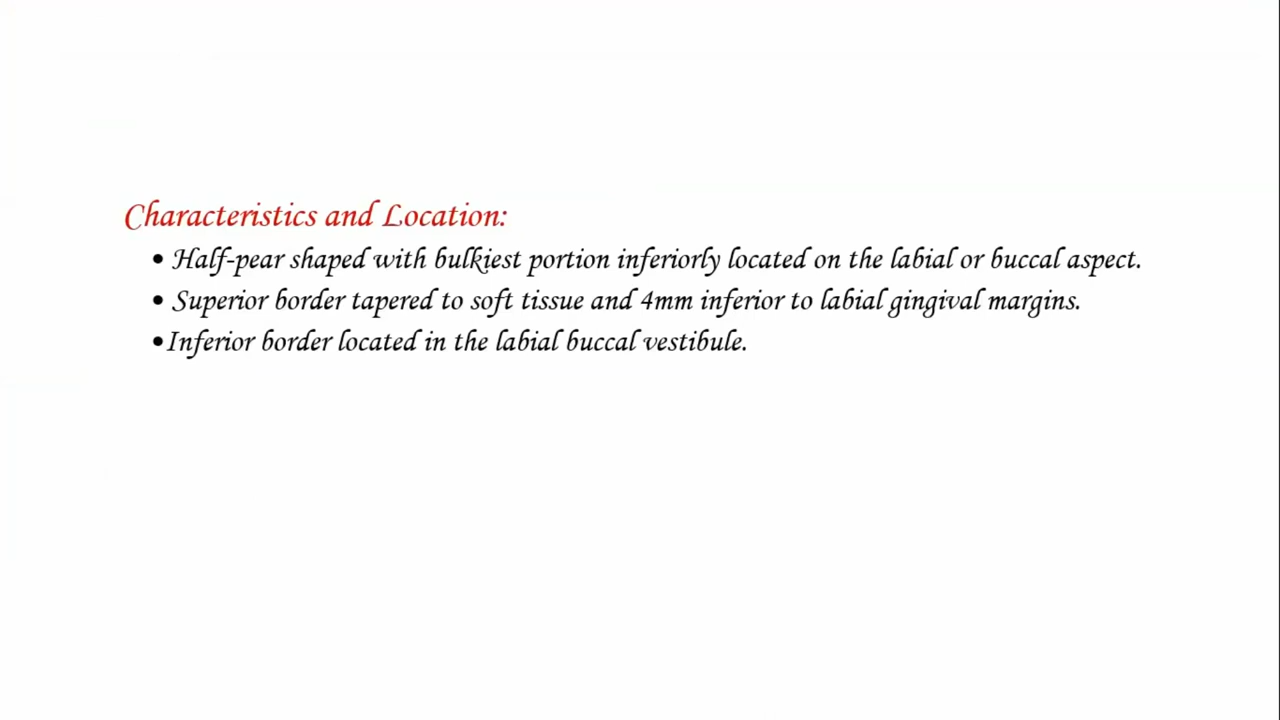 Characteristics and Location:
• Half-pear shaped with bulkiest portion inferiorly located on the labial or buccal aspect.
• Superior border tapered to soft tissue and 4mm inferior to labial gingival margins.
•Inferior border located in the labial buccal vestibule.